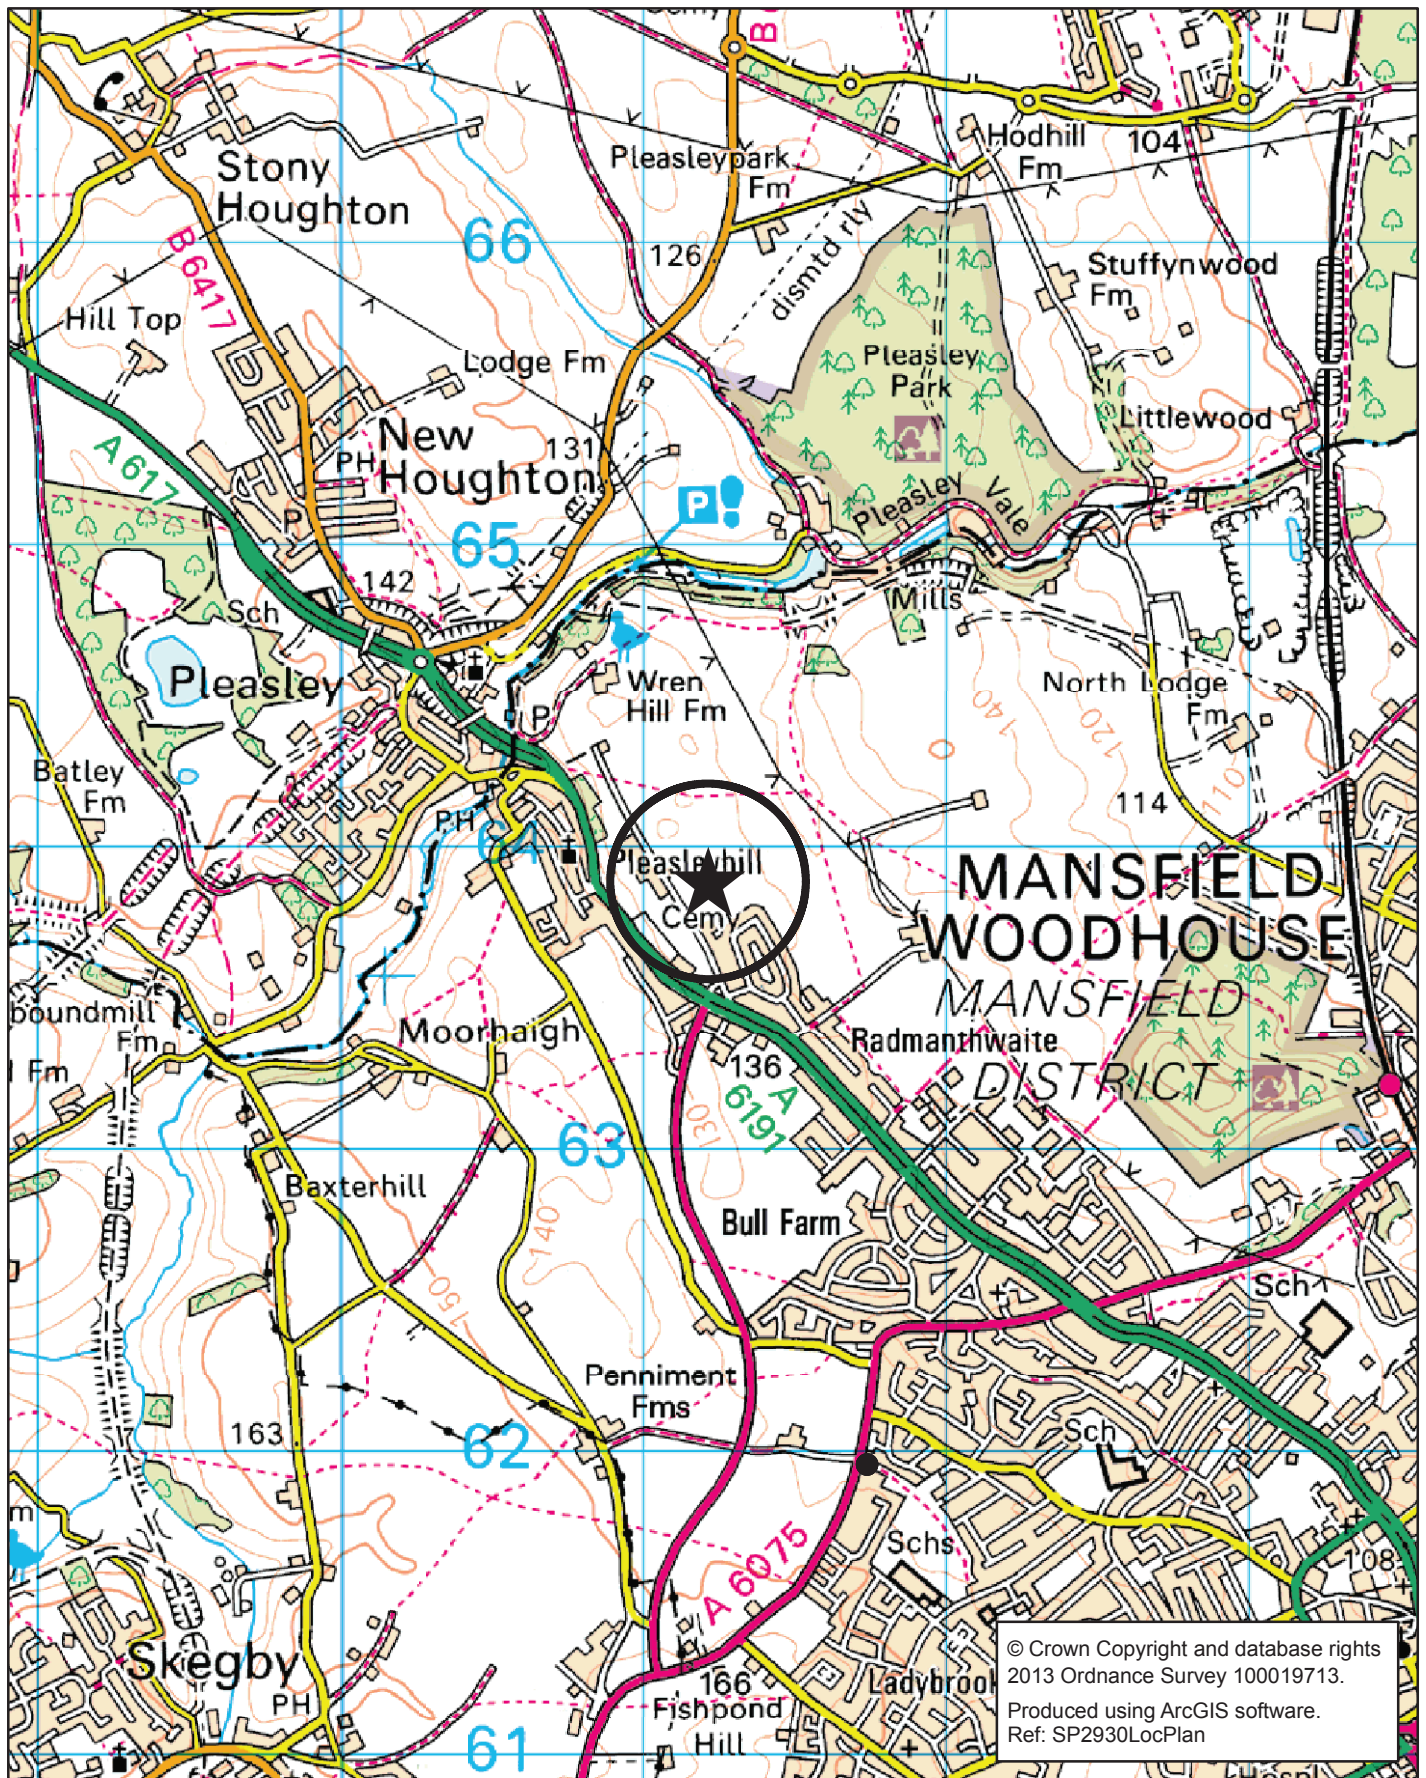 B
Stony
Houghton
B 6417
66
Pleasleypark
Fm
126
dismtd rly
Hodhill
Fm
104
Stuffynwood
Fm
Hill Top
Lodge Fm
Pleasley
Park
Littlewood
A 617
New
Houghton
PH
131
P
P
65
Pleasley Vale
142
Sch
Mills
Pleasley
Wren
Hill Fm
P
North Lodge
Fm
140
120
110
114
Batley
Fm
PH
64
Pleasleyhill
Cemy
MANSFIELD
WOODHOUSE
MANSFIELD
DISTRICT
boundmill
Fm
Fm
Moorhaigh
Radmanthwaite
136
A
6191
130
63
Baxterhill
140
150
Bull Farm
Sch
Penniment
Fms
163
62
Sch
m
Schs
A 6075
108
Skegby
PH
166
Fishpond
Hill
61
© Crown Copyright and database rights
2013 Ordnance Survey 100019713.
Produced using ArcGIS software.
Ref: SP2930LocPlan